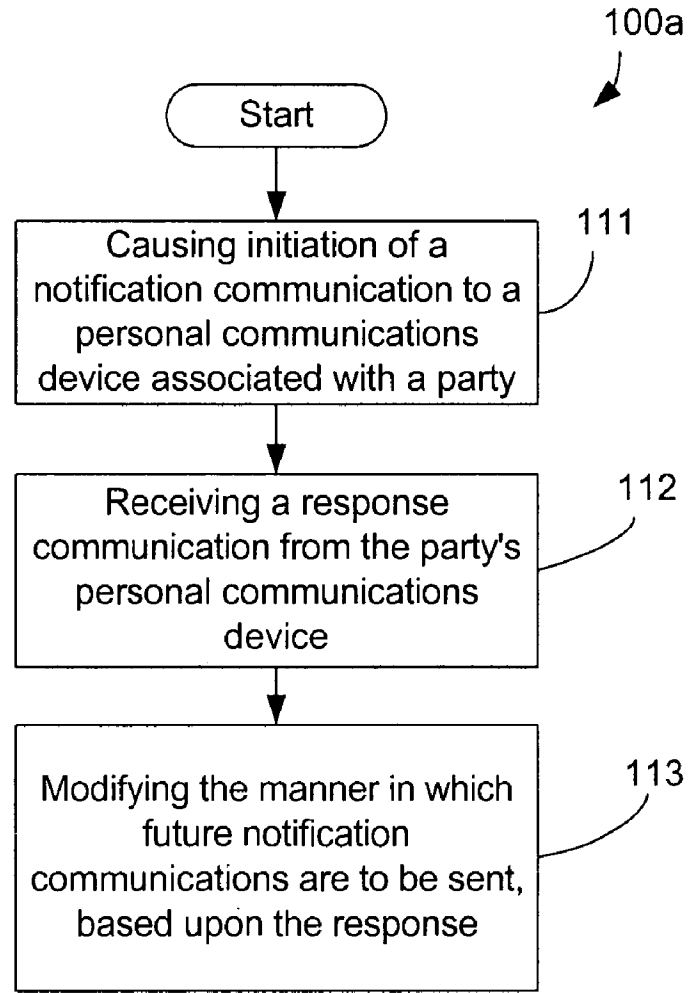 100a
Start
111
Causing initiation of a
notification communication to a
personal communications
device associated with a party
112
Receiving a response
communication from the party's
personal communications
device
113
Modifying the manner in which
future notification
communications are to be sent,
based upon the response